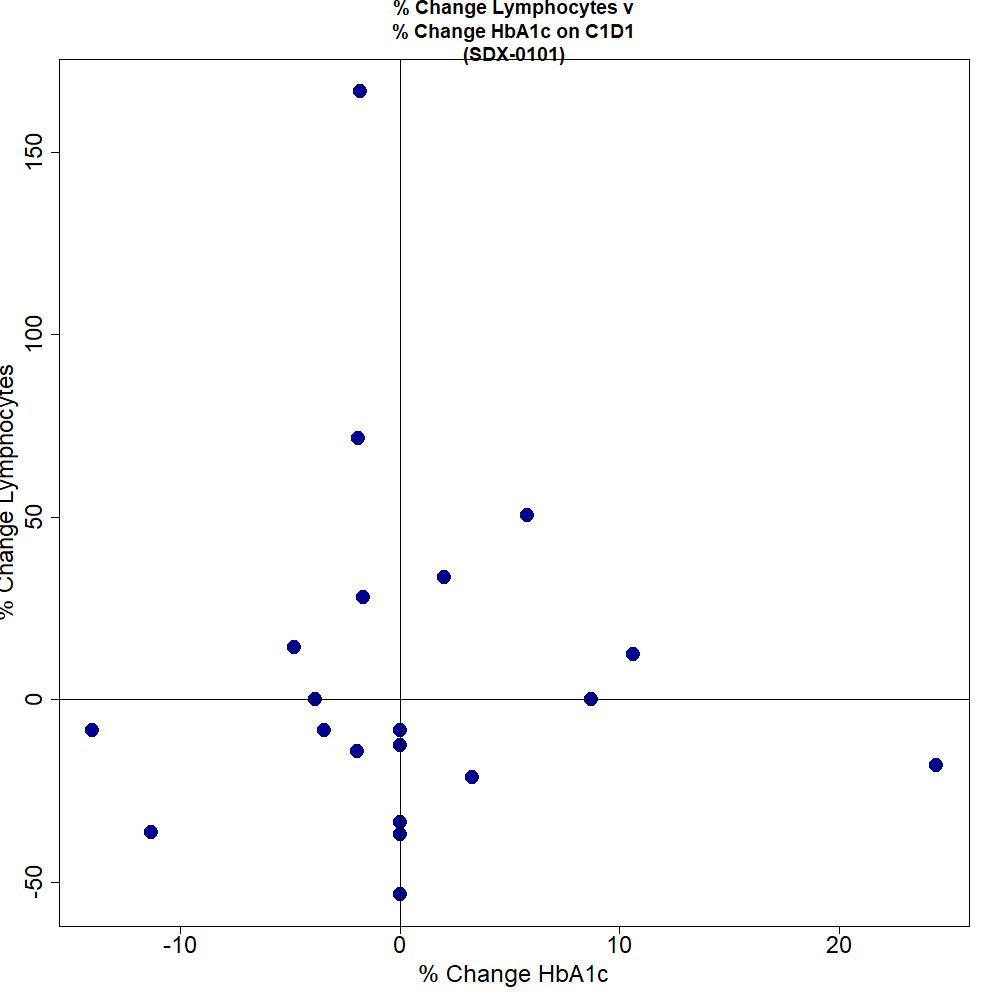 % Change Lymphocytes v
% Change HbA1c on C1D1
(SDX-0101)
% Change Lymphocytes
150
100
50
0
-50
-10 0 10 20
% Change HbA1c